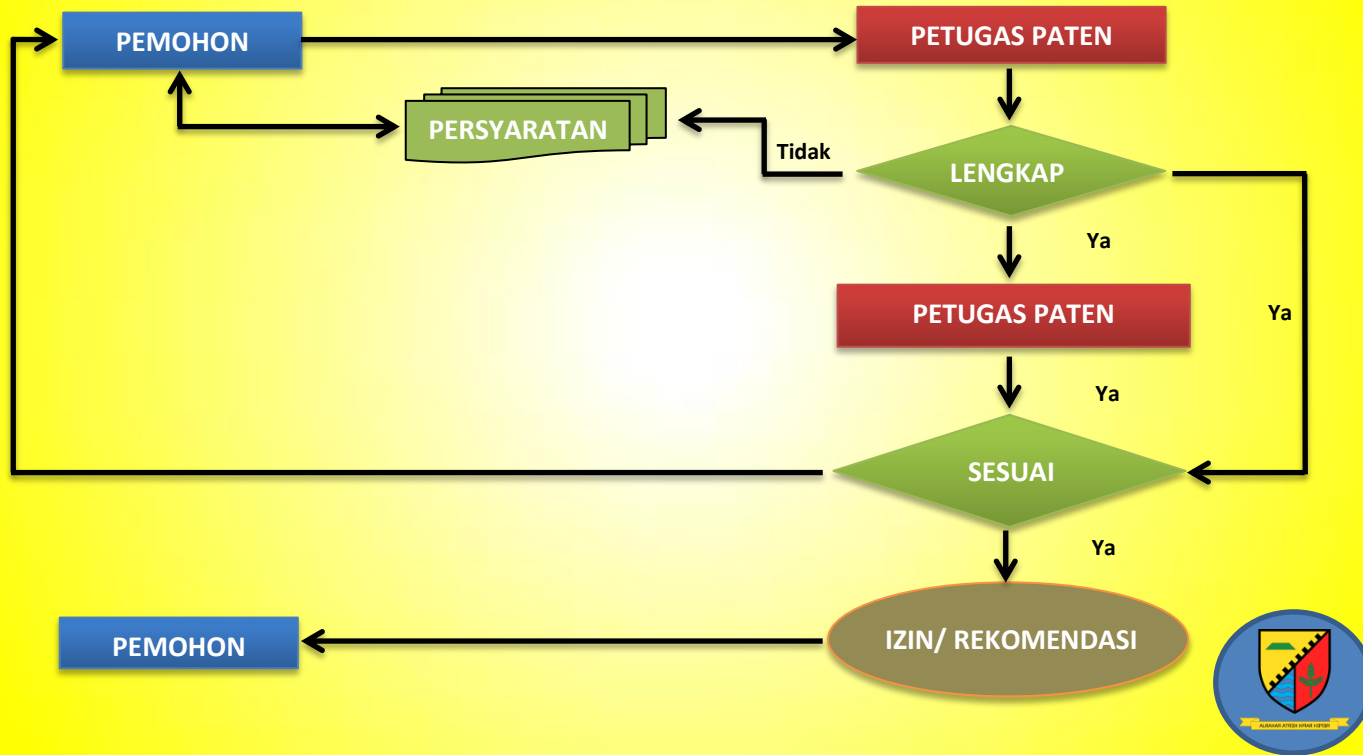 PEMOHON
PETUGAS PATEN
PERSYARATAN
Tidak
LENGKAP
Ya
PETUGAS PATEN
Ya
Ya
SESUAI
Ya
IZIN/ REKOMENDASI
PEMOHON